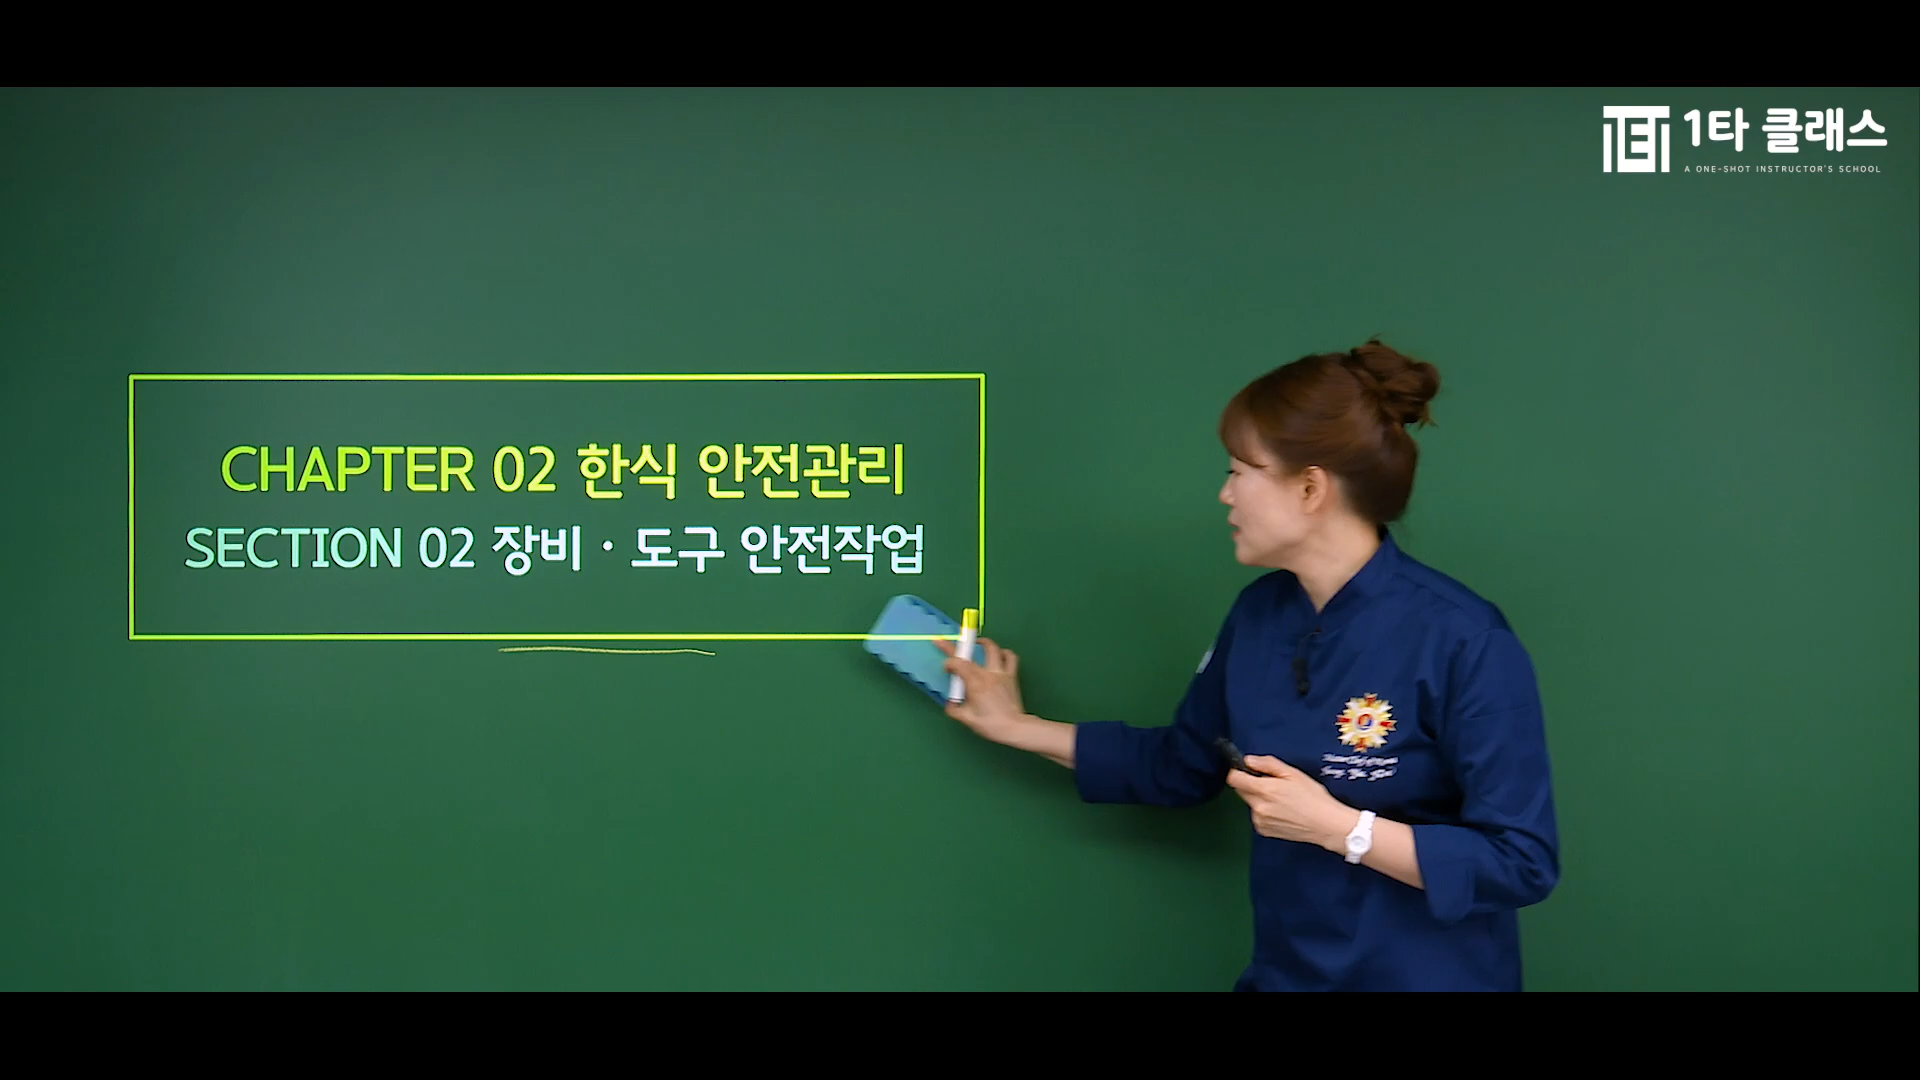 1타 클래스
A ONE-SHOT INSTRUCTOR'S SCHOOL
CHAPTER 02 한식 안전관리
SECTION 02 장비 · 도구 안전작업